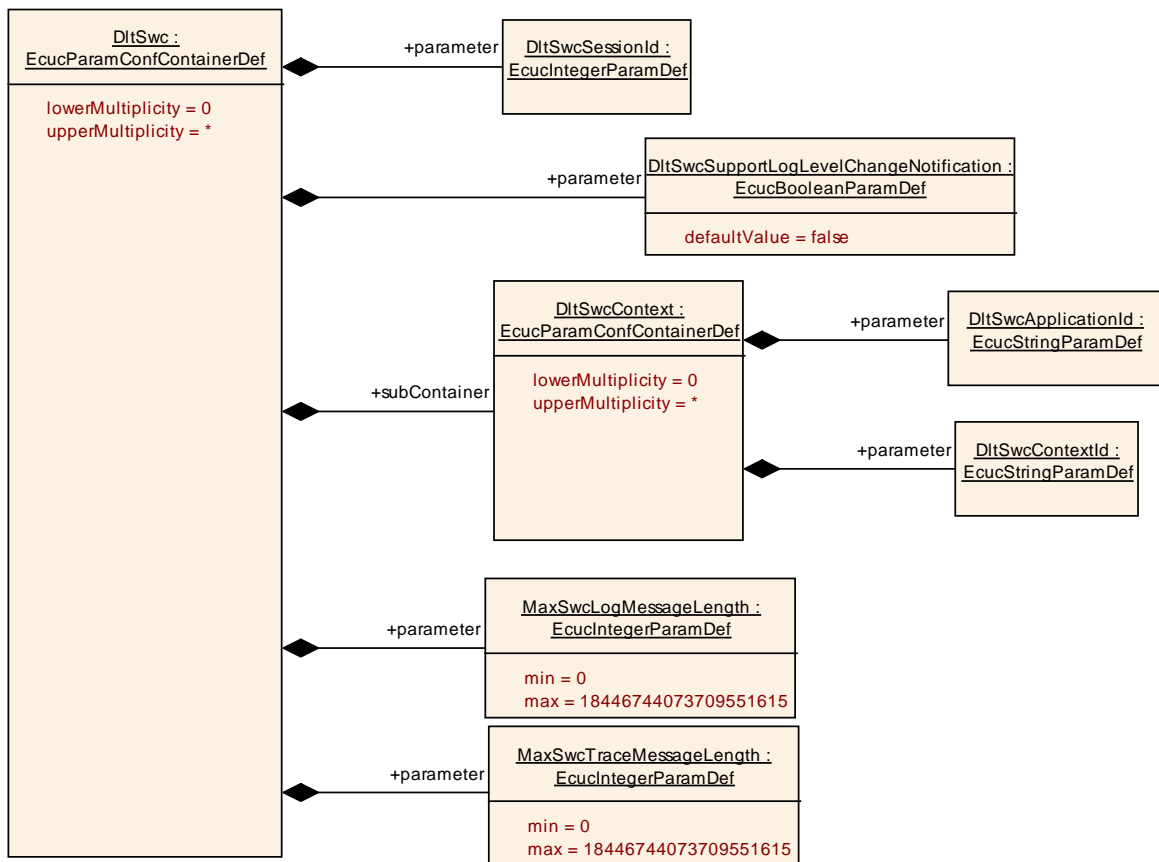 DltSwc :
EcucParamConfContainerDef
lowerMultiplicity = 0
upperMultiplicity = *
+parameter
DltSwcSessionId :
EcucIntegerParamDef
+parameter
DltSwcSupportLogLevelChangeNotification :
EcucBooleanParamDef
defaultValue = false
+subContainer
DltSwcContext :
EcucParamConfContainerDef
lowerMultiplicity = 0
upperMultiplicity = *
+parameter
DltSwcApplicationId :
EcucStringParamDef
+parameter
DltSwcContextId :
EcucStringParamDef
+parameter
MaxSwcLogMessageLength :
EcucIntegerParamDef
min = 0
max = 18446744073709551615
+parameter
MaxSwcTraceMessageLength :
EcucIntegerParamDef
min = 0
max = 18446744073709551615